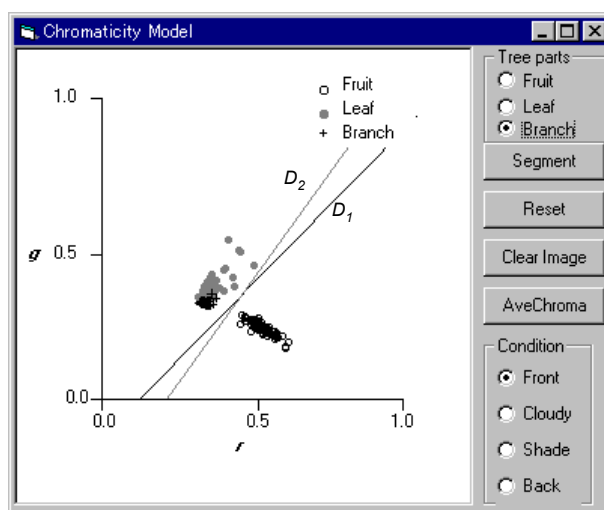 Chromaticity Model
Fruit
Leaf
Branch
1.0
D2
D1
g
0.5
0.0
0.0
0.5
1.0
r
Tree parts
Fruit
Leaf
Branch
Segment
Reset
Clear Image
AveChroma
Condition
Front
Cloudy
Shade
Back